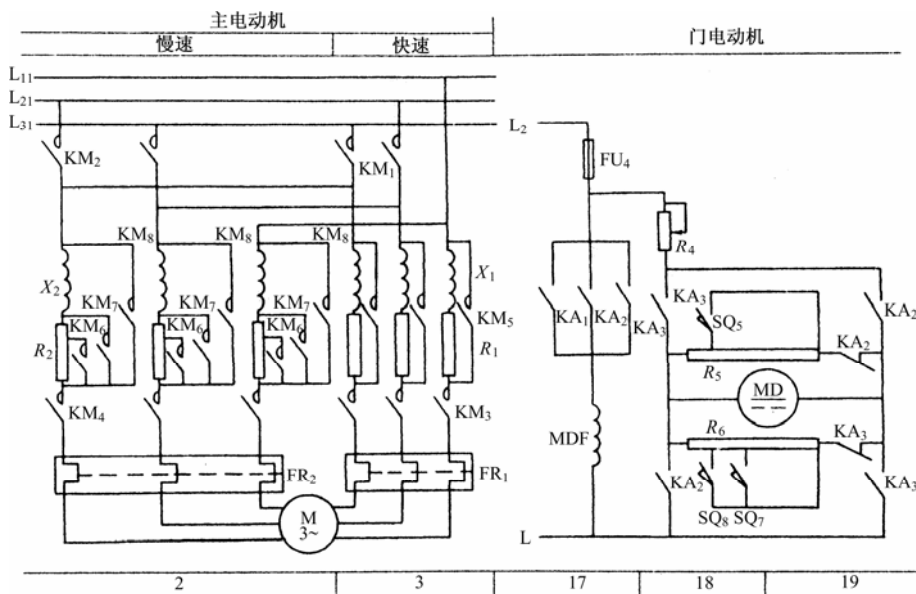 主电动机
慢速 快速 门电动机
L₁₁
L₂₁
L₃₁ L₂
KM₂ KM₁ FU₄
KM₈ KM₈ KM₈ R₄
X₂ KM₇ KM₇ KM₇ X₁
KA₁ KA₂ KA₃ KA₃ SQ₅ KA₂
KM₆ KM₆ KM₆ KM₅
R₂ R₁ R₅ KA₂
KM₄ KM₃ MD
MDF R₆ KA₃
FR₂ FR₁ KA₂ KA₃
SQ₈ SQ₇
M
3~
L
2 3 17 18 19